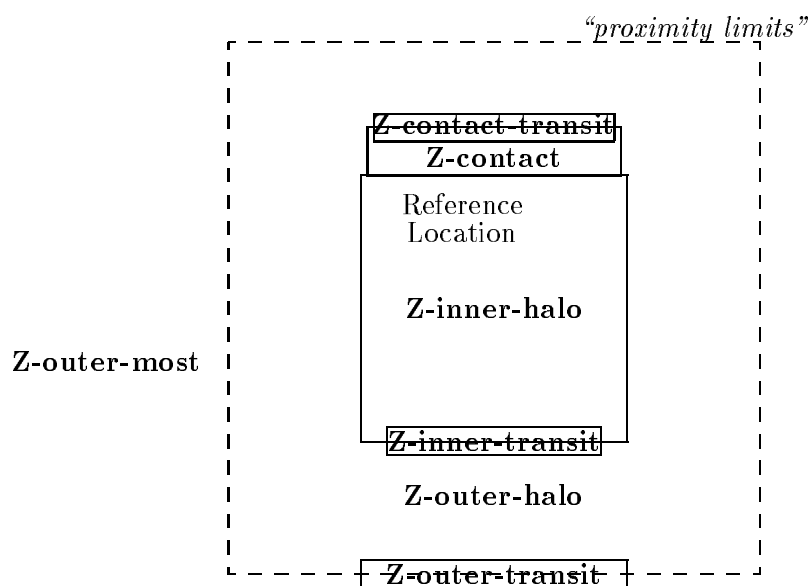 “proximity limits”
Z-contact-transit
Z-contact
Reference
Location
Z-inner-halo
Z-outer-most
Z-inner-transit
Z-outer-halo
Z-outer-transit